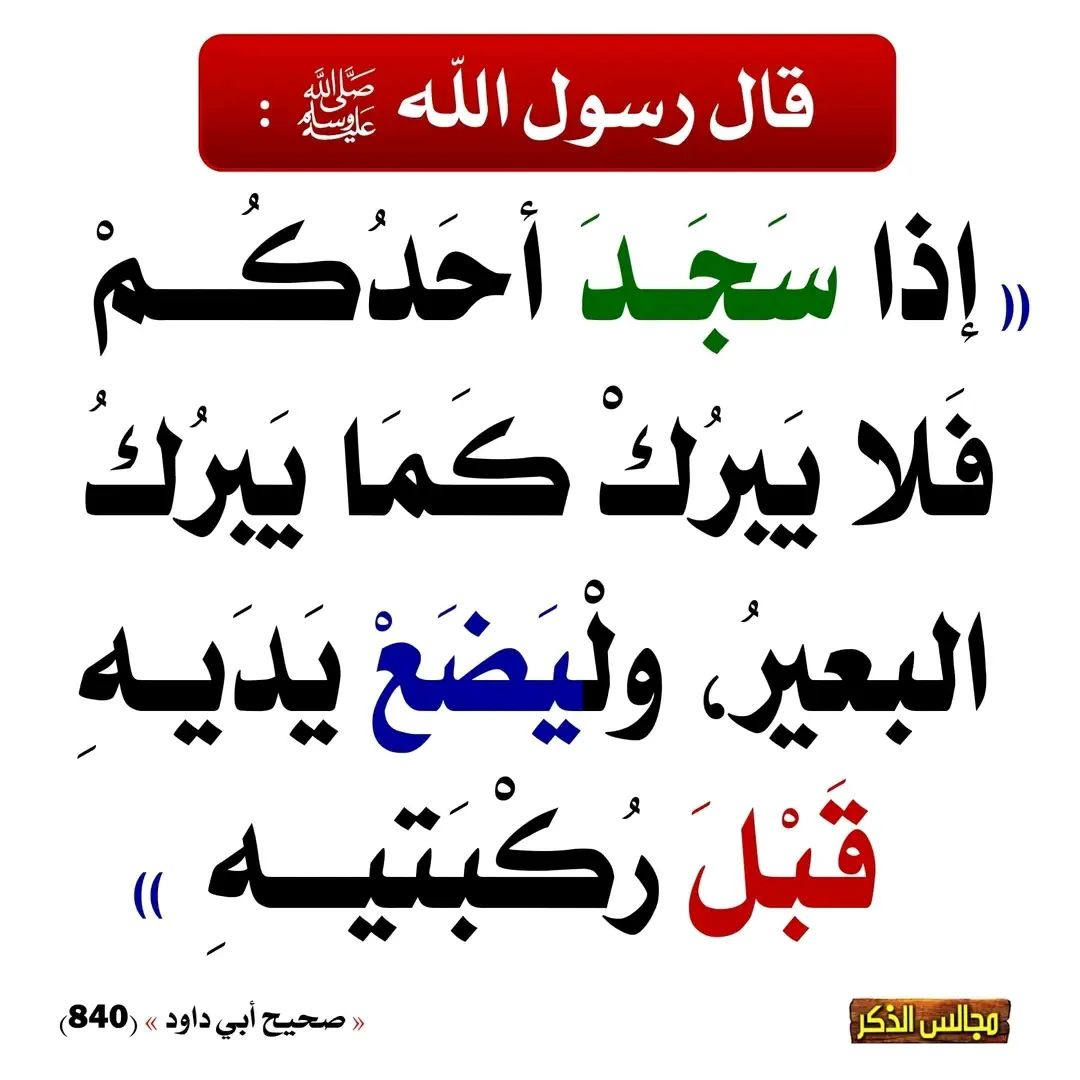 قال رسول الله ﷺ :
(( إذا سَجَدَ أحَدُكُمْ
فَلا يَبرُكْ كَمَا يَبرُكُ
البعيرُ، ولْيَضَعْ يَدَيهِ
قَبْلَ رُكْبَتيهِ ))
« صحيح أبي داود » (840)
مجالس الذكر